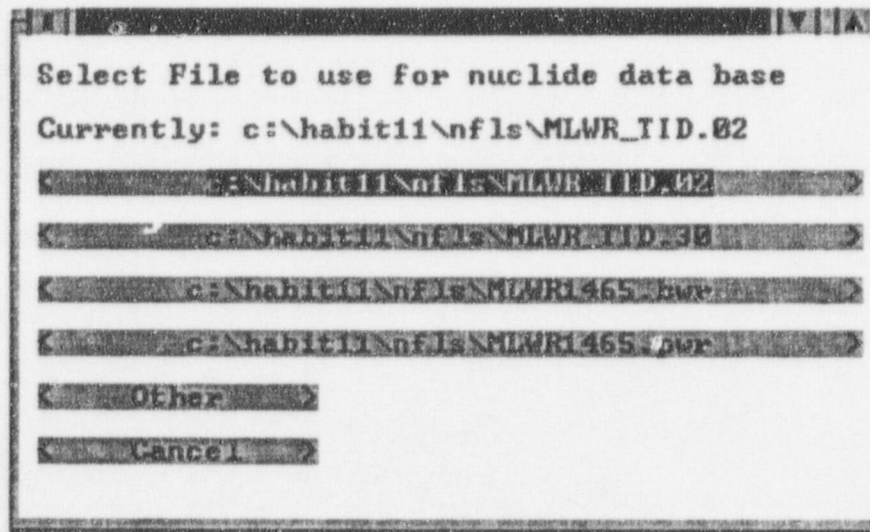 Select File to use for nuclide data base
Currently: c:\habit11\nfls\MLWR_TID.02
< c:\habit11\nfls\MLWR_TID.02 >
< c:\habit11\nfls\MLWR_TID.30 >
< c:\habit11\nfls\MLWR1465.bwr >
< c:\habit11\nfls\MLWR1465.pwr >
< Other >
< Cancel >